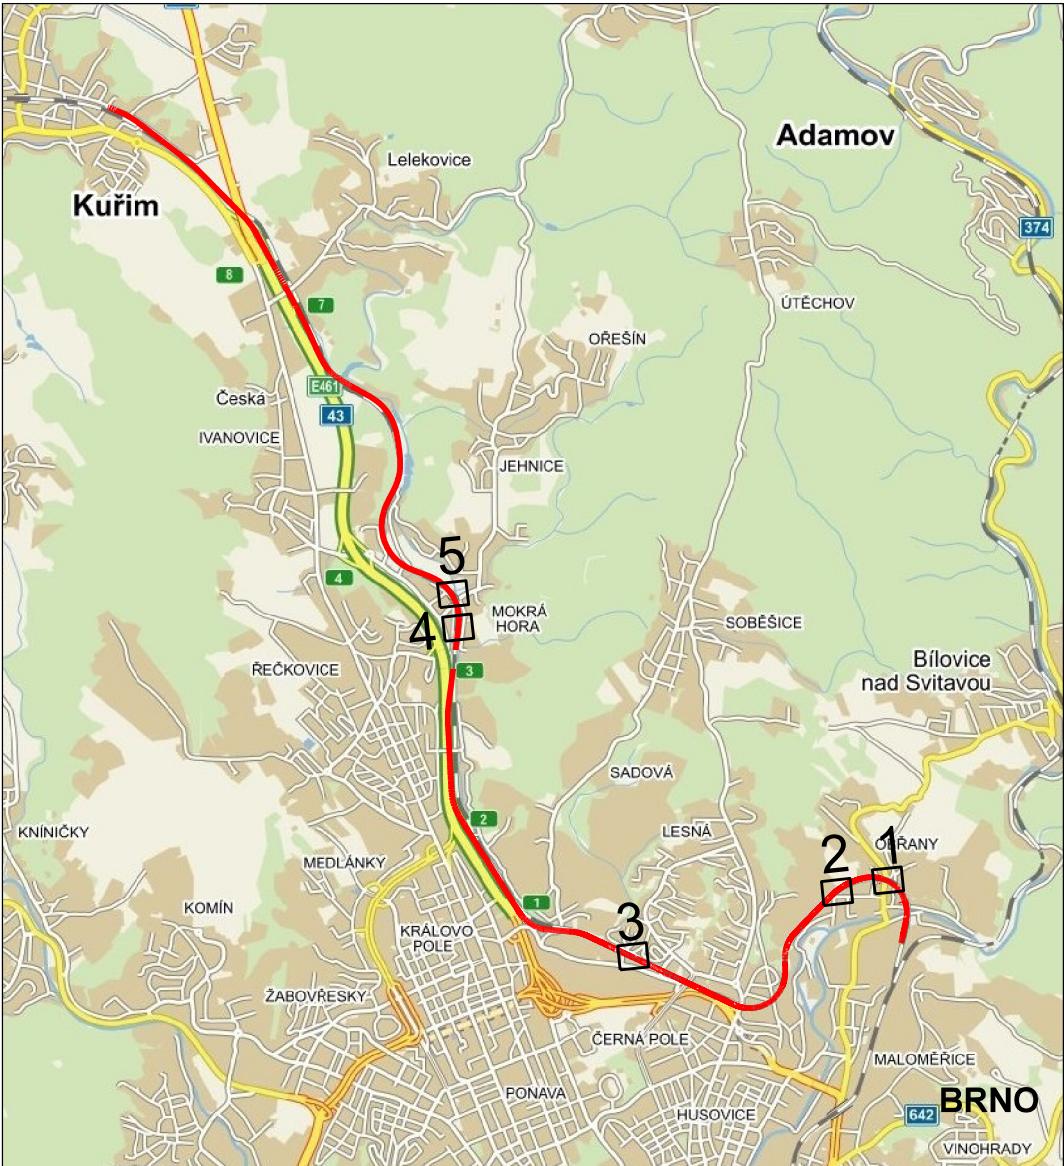 Adamov
Lelekovice
Kuřim
374
8
ÚTĚCHOV
7
OŘEŠÍN
E461
Česká
43
IVANOVICE
JEHNICE
5
4
MOKRÁ
HORA
4
SOBĚŠICE
ŘEČKOVICE
3
Bílovice
nad Svitavou
SADOVÁ
2
LESNÁ
KNÍNIČKY
MEDLÁNKY
OBŘANY
1
2
1
KOMÍN
KRÁLOVO
POLE
3
ŽABOVŘESKY
ČERNÁ POLE
MALOMĚŘICE
PONAVA
HUSOVICE
642
BRNO
VINOHRADY